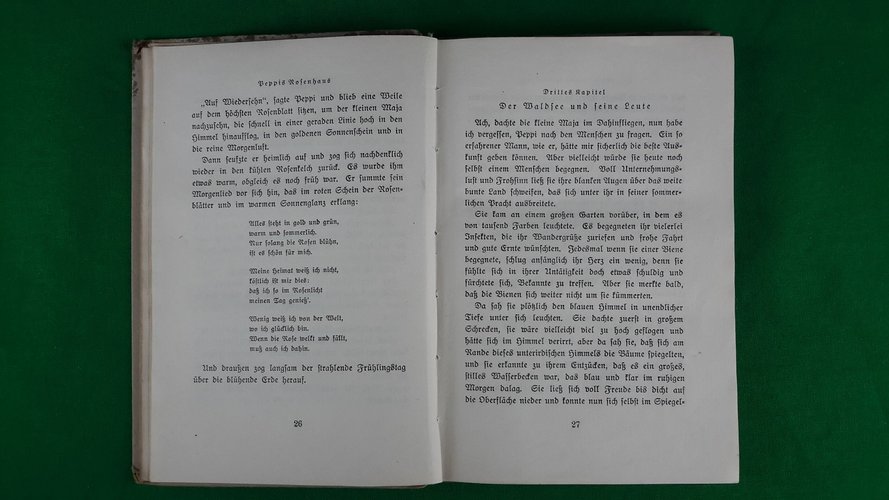 Peppis Rosenhaus
„Auf Wiedersehn“, sagte Peppi und blieb eine Weile
auf dem höchsten Rosenblatt sitzen, um der kleinen Maja
nachzusehn, die schnell in einer geraden Linie hoch in den
Himmel hinaufflog, in den goldenen Sonnenschein und in
die reine Morgenluft.
Dann seufzte er heimlich auf und zog sich nachdenklich
wieder in den kühlen Rosenkelch zurück. Es wurde ihm
etwas warm, obgleich es noch früh war. Er summte sein
Morgenlied vor sich hin, das im roten Schein der Rosen-
blätter und im warmen Sonnenglanz erklang:
Alles steht in gold und grün,
warm und sommerlich.
Nur solang die Rosen blühn,
ist es schön für mich.
Meine Heimat weiß ich nicht,
köstlich ist mir dies:
daß ich so im Rosenlicht
meinen Tag genieß'.
Wenig weiß ich von der Welt,
wo ich glücklich bin.
Wenn die Rose welkt und fällt,
muß auch ich dahin.
Und draußen zog langsam der strahlende Frühlingstag
über die blühende Erde herauf.
26
Drittes Kapitel
Der Waldsee und seine Leute
Ach, dachte die kleine Maja im Dahinfliegen, nun habe
ich vergessen, Peppi nach den Menschen zu fragen. Ein so
erfahrener Mann, wie er, hätte mir sicherlich die beste Aus-
kunft geben können. Aber vielleicht würde sie heute noch
selbst einem Menschen begegnen. Voll Unternehmungs-
lust und Frohsinn ließ sie ihre blanken Augen über das weite
bunte Land schweifen, das sich unter ihr in seiner sommer-
lichen Pracht ausbreitete.
Sie kam an einem großen Garten vorüber, in dem es
von tausend Farben leuchtete. Es begegneten ihr vielerlei
Insekten, die ihr Wandergrüße zuriefen und frohe Fahrt
und gute Ernte wünschten. Jedesmal wenn sie einer Biene
begegnete, schlug anfänglich ihr Herz ein wenig, denn sie
fühlte sich in ihrer Untätigkeit doch etwas schuldig und
fürchtete sich, Bekannte zu treffen. Aber sie merkte bald,
daß die Bienen sich weiter nicht um sie kümmerten.
Da sah sie plötzlich den blauen Himmel in unendlicher
Tiefe unter sich leuchten. Sie dachte zuerst in großem
Schrecken, sie wäre vielleicht viel zu hoch geflogen und
hätte sich im Himmel verirrt, aber da sah sie, daß sich am
Rande dieses unterirdischen Himmels die Bäume spiegelten,
und sie erkannte zu ihrem Entzücken, daß es ein großes,
stilles Wasserbecken war, das blau und klar im ruhigen
Morgen dalag. Sie ließ sich voll Freude bis dicht auf
die Oberfläche nieder und konnte nun sich selbst im Spiegel-
27